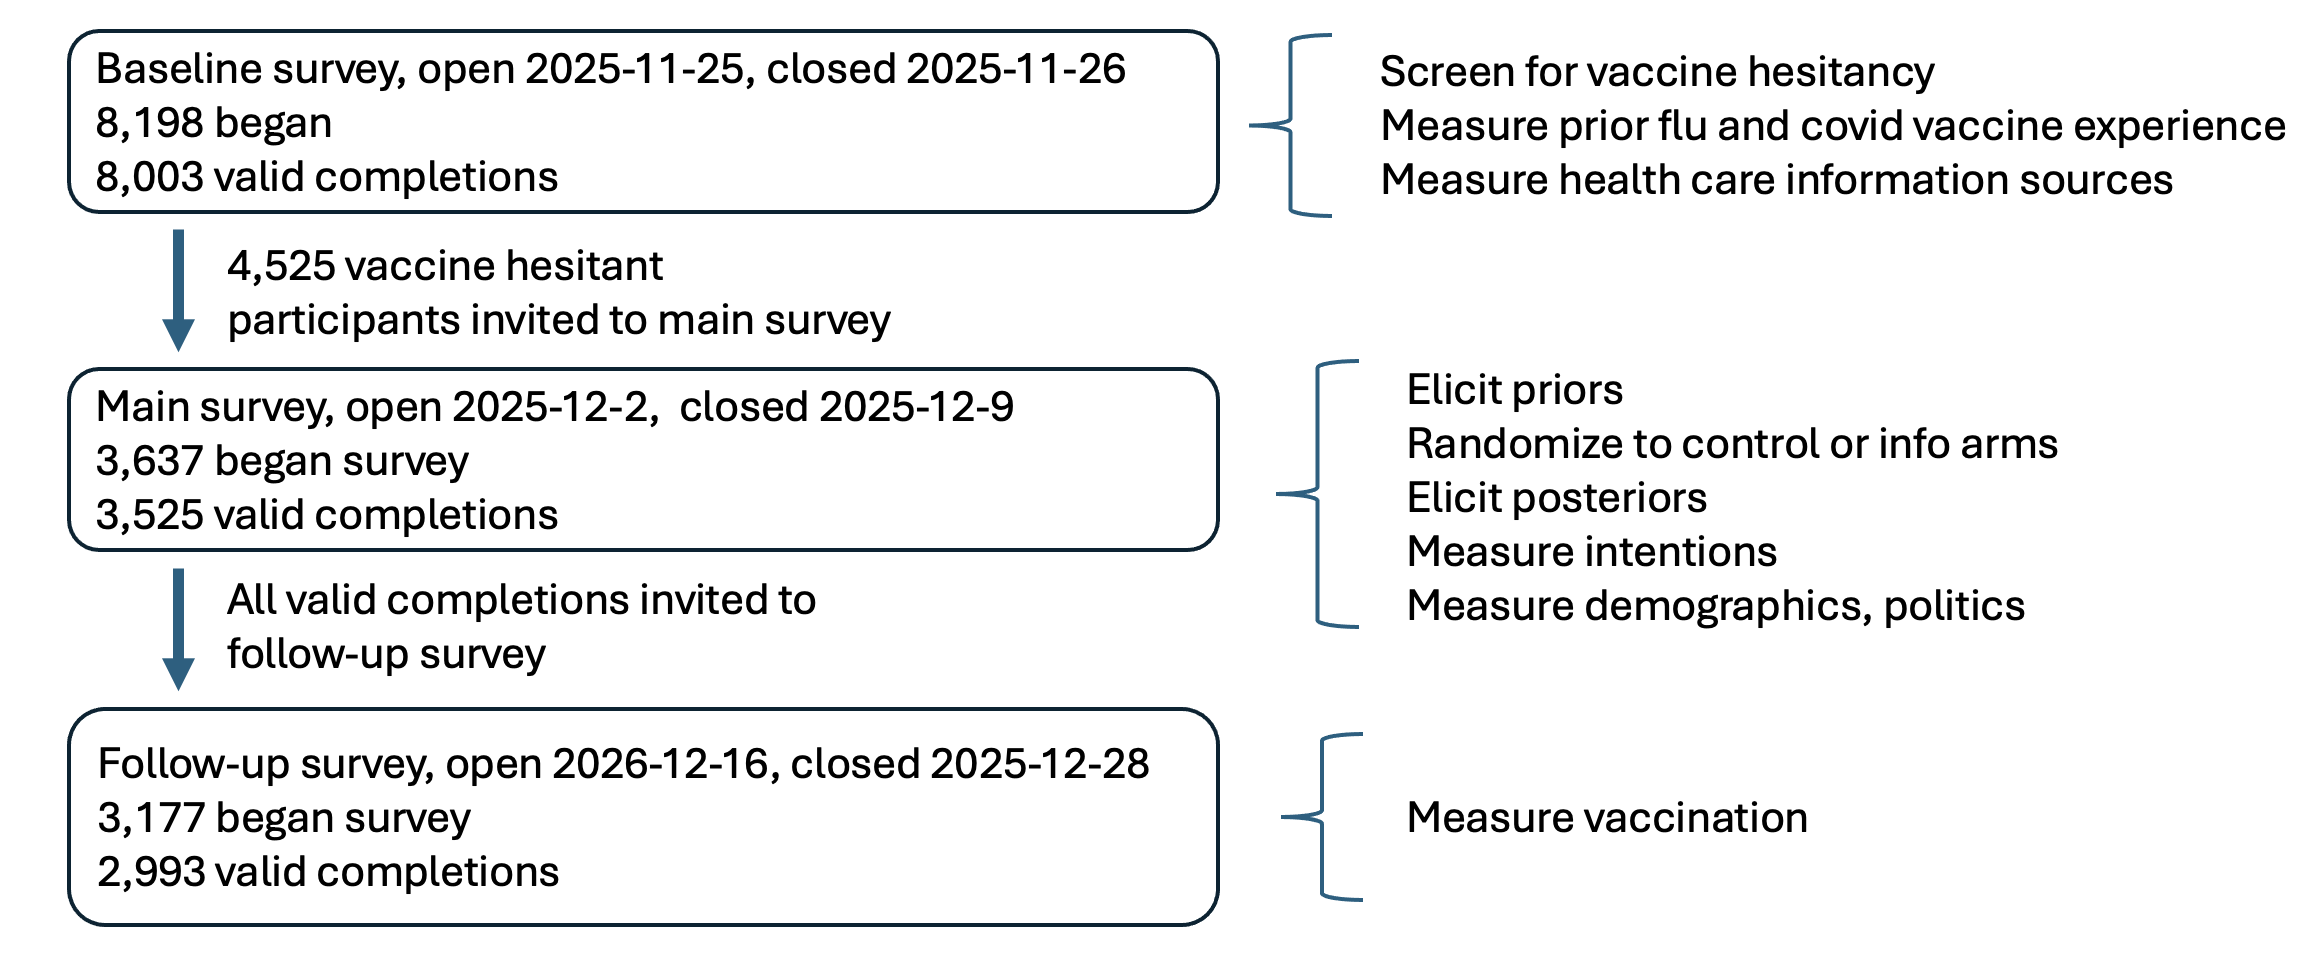 Baseline survey, open 2025-11-25, closed 2025-11-26
8,198 began
8,003 valid completions
Screen for vaccine hesitancy
Measure prior flu and covid vaccine experience
Measure health care information sources
4,525 vaccine hesitant
participants invited to main survey
Main survey, open 2025-12-2,  closed 2025-12-9
3,637 began survey
3,525 valid completions
Elicit priors
Randomize to control or info arms
Elicit posteriors
Measure intentions
Measure demographics, politics
All valid completions invited to
follow-up survey
Follow-up survey, open 2026-12-16, closed 2025-12-28
3,177 began survey
2,993 valid completions
Measure vaccination